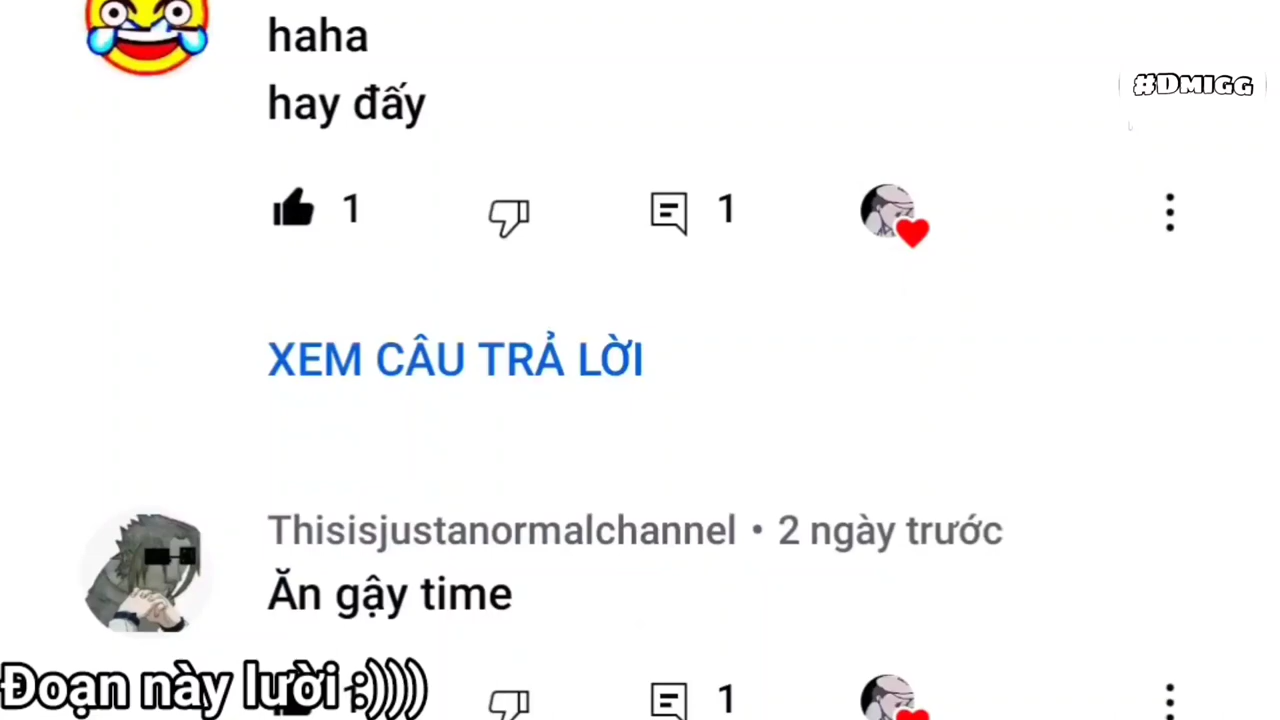 haha
#DMIGG
hay đấy
1
1
XEM CÂU TRẢ LỜI
Thisisjustanormalchannel • 2 ngày trước
Ăn gậy time
Đoạn này lười :))))
1
1